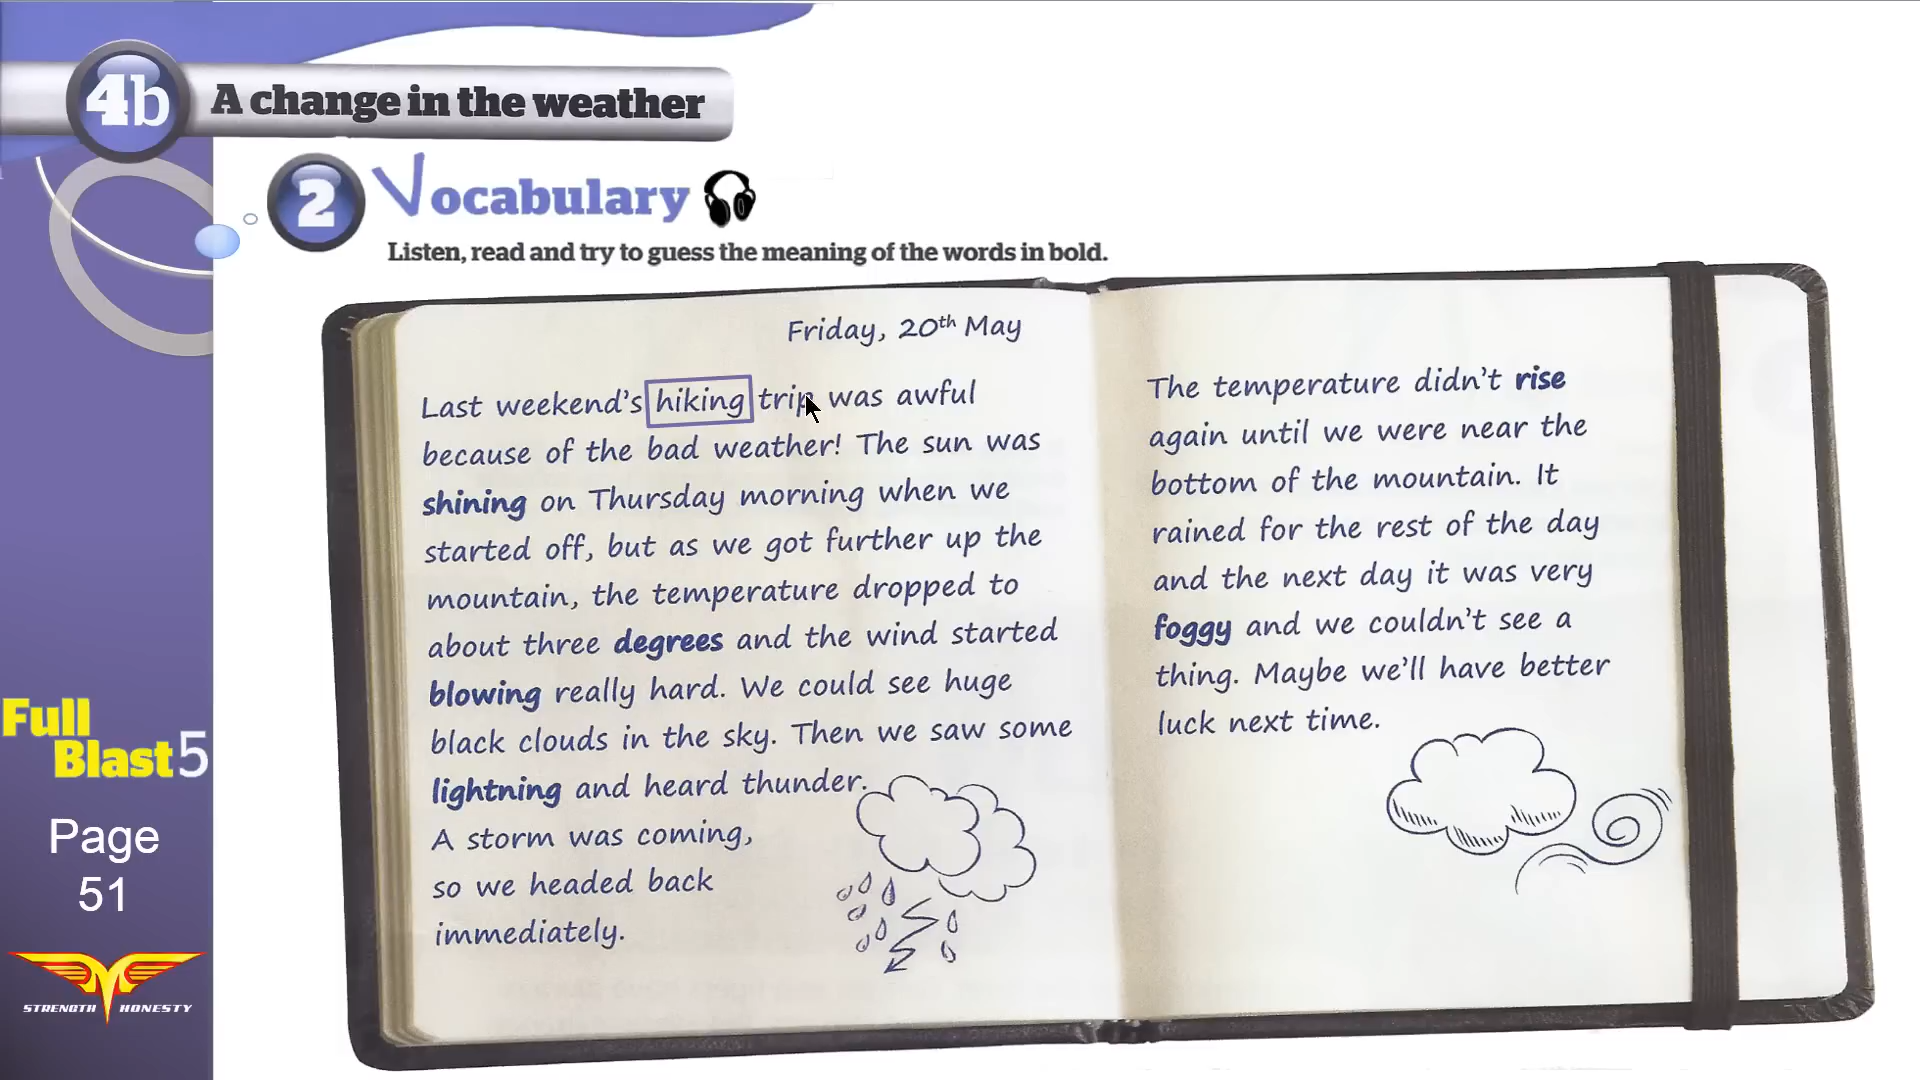 4b A change in the weather
2 Vocabulary
Listen, read and try to guess the meaning of the words in bold.
Friday, 20th May
Last weekend's hiking trip was awful
because of the bad weather! The sun was
shining on Thursday morning when we
started off, but as we got further up the
mountain, the temperature dropped to
about three degrees and the wind started
blowing really hard. We could see huge
black clouds in the sky. Then we saw some
lightning and heard thunder.
A storm was coming,
so we headed back
immediately.
The temperature didn't rise
again until we were near the
bottom of the mountain. It
rained for the rest of the day
and the next day it was very
foggy and we couldn't see a
thing. Maybe we'll have better
luck next time.
Full
Blast 5
Page
51
STRENGTH HONESTY